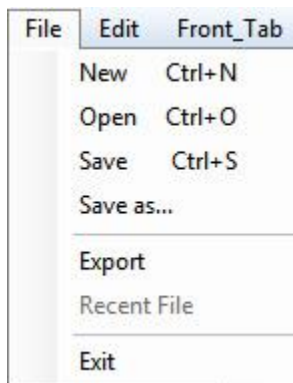 File Edit Front_Tab
New Ctrl+N
Open Ctrl+O
Save Ctrl+S
Save as...
Export
Recent File
Exit